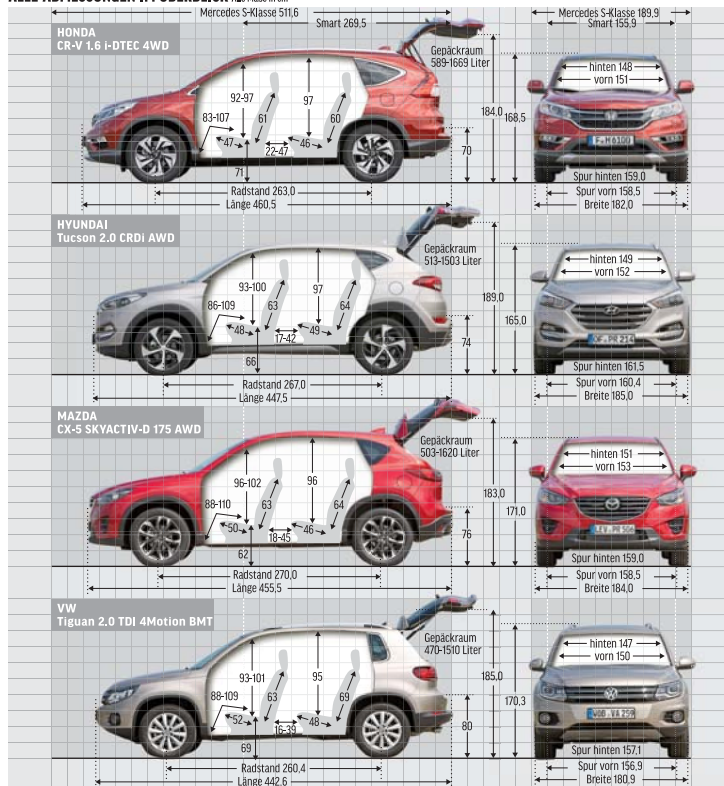 Mercedes S-Klasse 511,6
Mercedes S-Klasse 189,9
Smart 269,5
Smart 155,9
HONDA
CR-V 1.6 i-DTEC 4WD
Gepäckraum
589-1669 Liter
hinten 148
vorn 151
92-97
97
184,0
168,5
83-107
61
60
47
46
22-47
70
71
F·M 6100
Spur hinten 159,0
Radstand 263,0
Spur vorn 158,5
Länge 460,5
Breite 182,0
HYUNDAI
Tucson 2.0 CRDi AWD
Gepäckraum
513-1503 Liter
hinten 149
vorn 152
93-100
97
189,0
165,0
86-109
63
64
48
49
17-42
74
66
OF·PR 214
Spur hinten 161,5
Radstand 267,0
Spur vorn 160,4
Länge 447,5
Breite 185,0
MAZDA
CX-5 SKYACTIV-D 175 AWD
Gepäckraum
503-1620 Liter
hinten 151
vorn 153
96-102
96
183,0
171,0
88-110
63
64
50
46
18-45
76
62
LEV·PR 506
Spur hinten 159,0
Radstand 270,0
Spur vorn 158,5
Länge 455,5
Breite 184,0
VW
Tiguan 2.0 TDI 4Motion BMT
Gepäckraum
470-1510 Liter
hinten 147
vorn 150
93-101
95
185,0
170,3
88-109
63
69
52
48
16-39
80
69
WOB·VA 259
Spur hinten 157,1
Radstand 260,4
Spur vorn 156,9
Länge 442,6
Breite 180,9